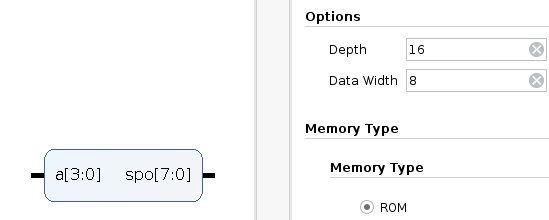 a[3:0] spo[7:0]
Options
Depth 16
Data Width 8
Memory Type
Memory Type
ROM